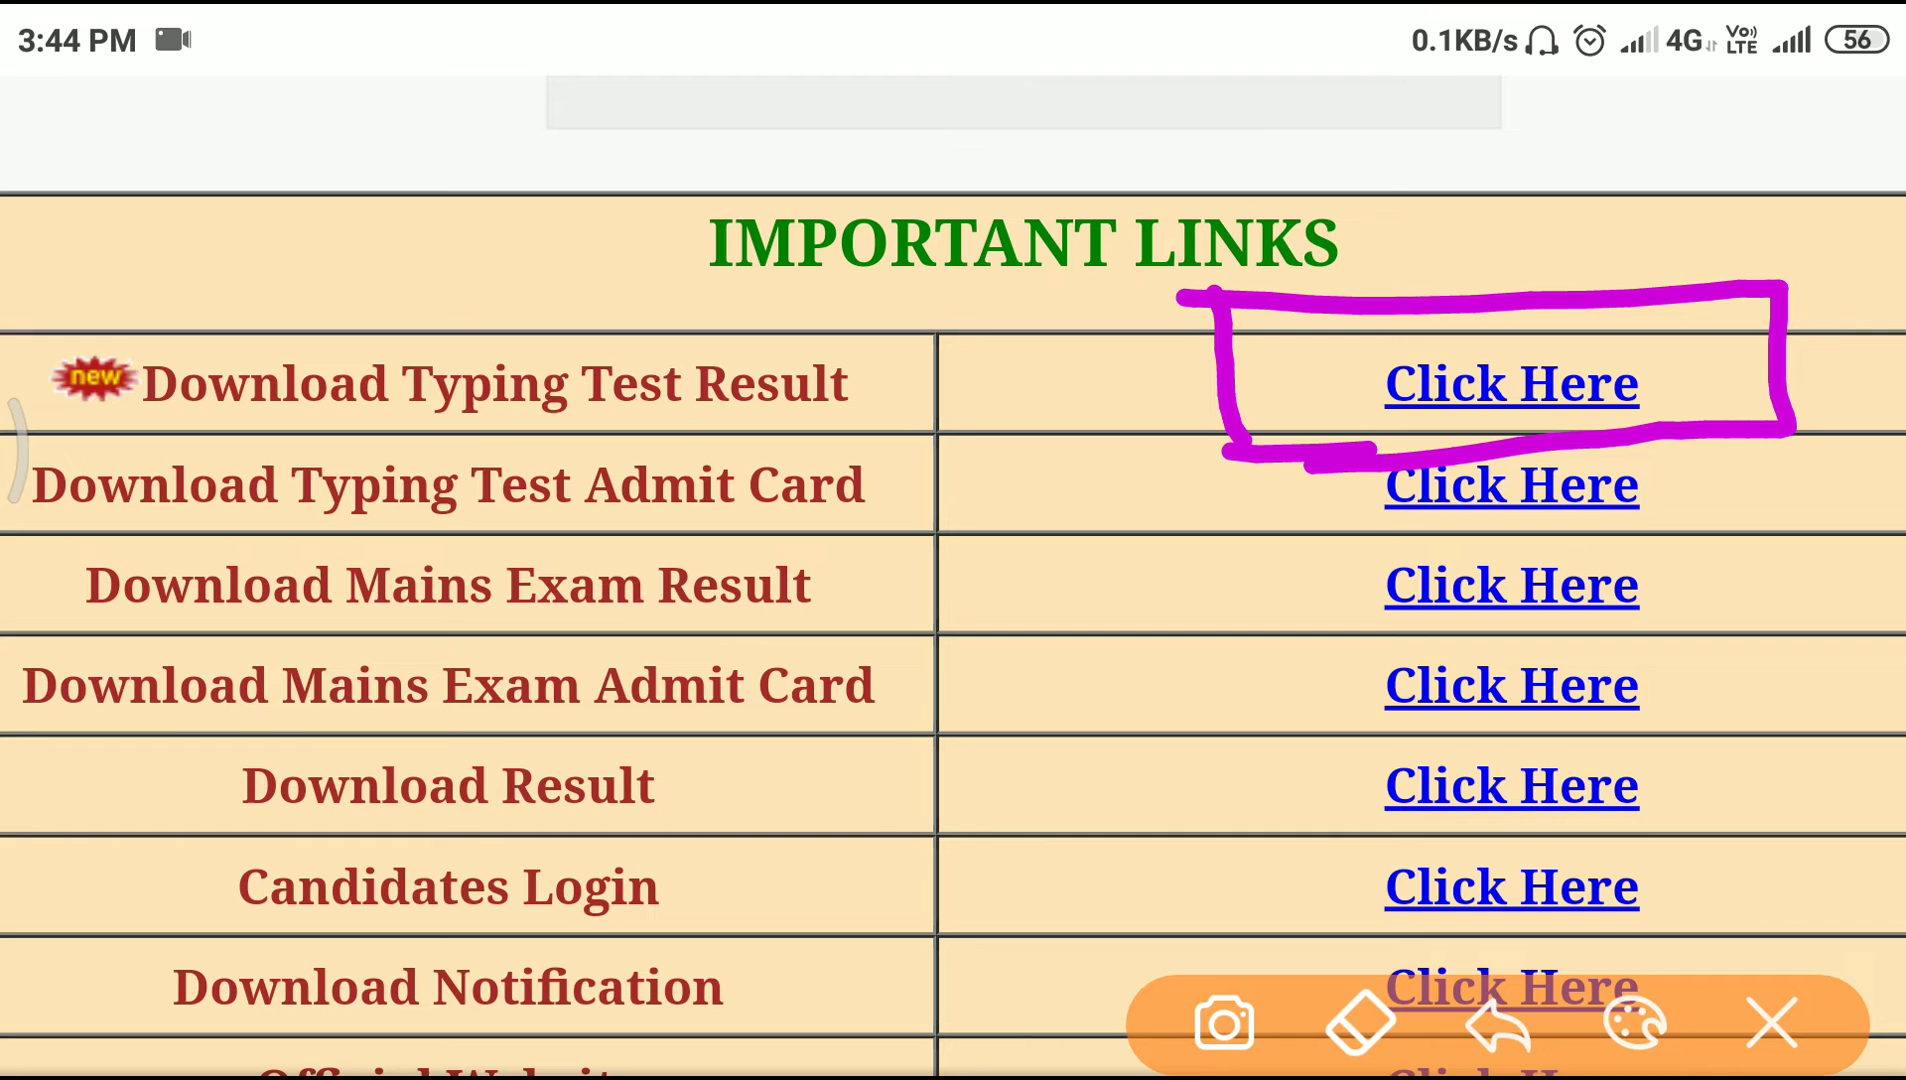 3:44 PM 0.1KB/s 4G Vo) LTE 56
IMPORTANT LINKS
new Download Typing Test Result Click Here
Download Typing Test Admit Card Click Here
Download Mains Exam Result Click Here
Download Mains Exam Admit Card Click Here
Download Result Click Here
Candidates Login Click Here
Download Notification Click Here